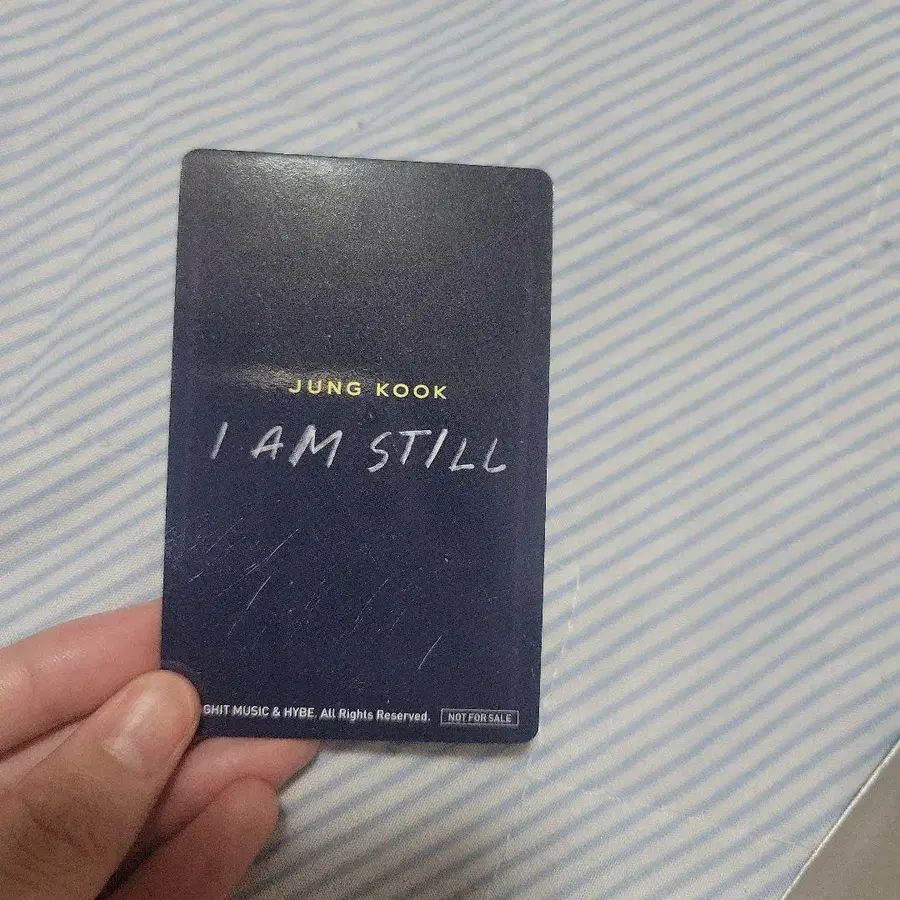 JUNG KOOK
I AM STILL
GHIT MUSIC & HYBE. All Rights Reserved. NOT FOR SALE